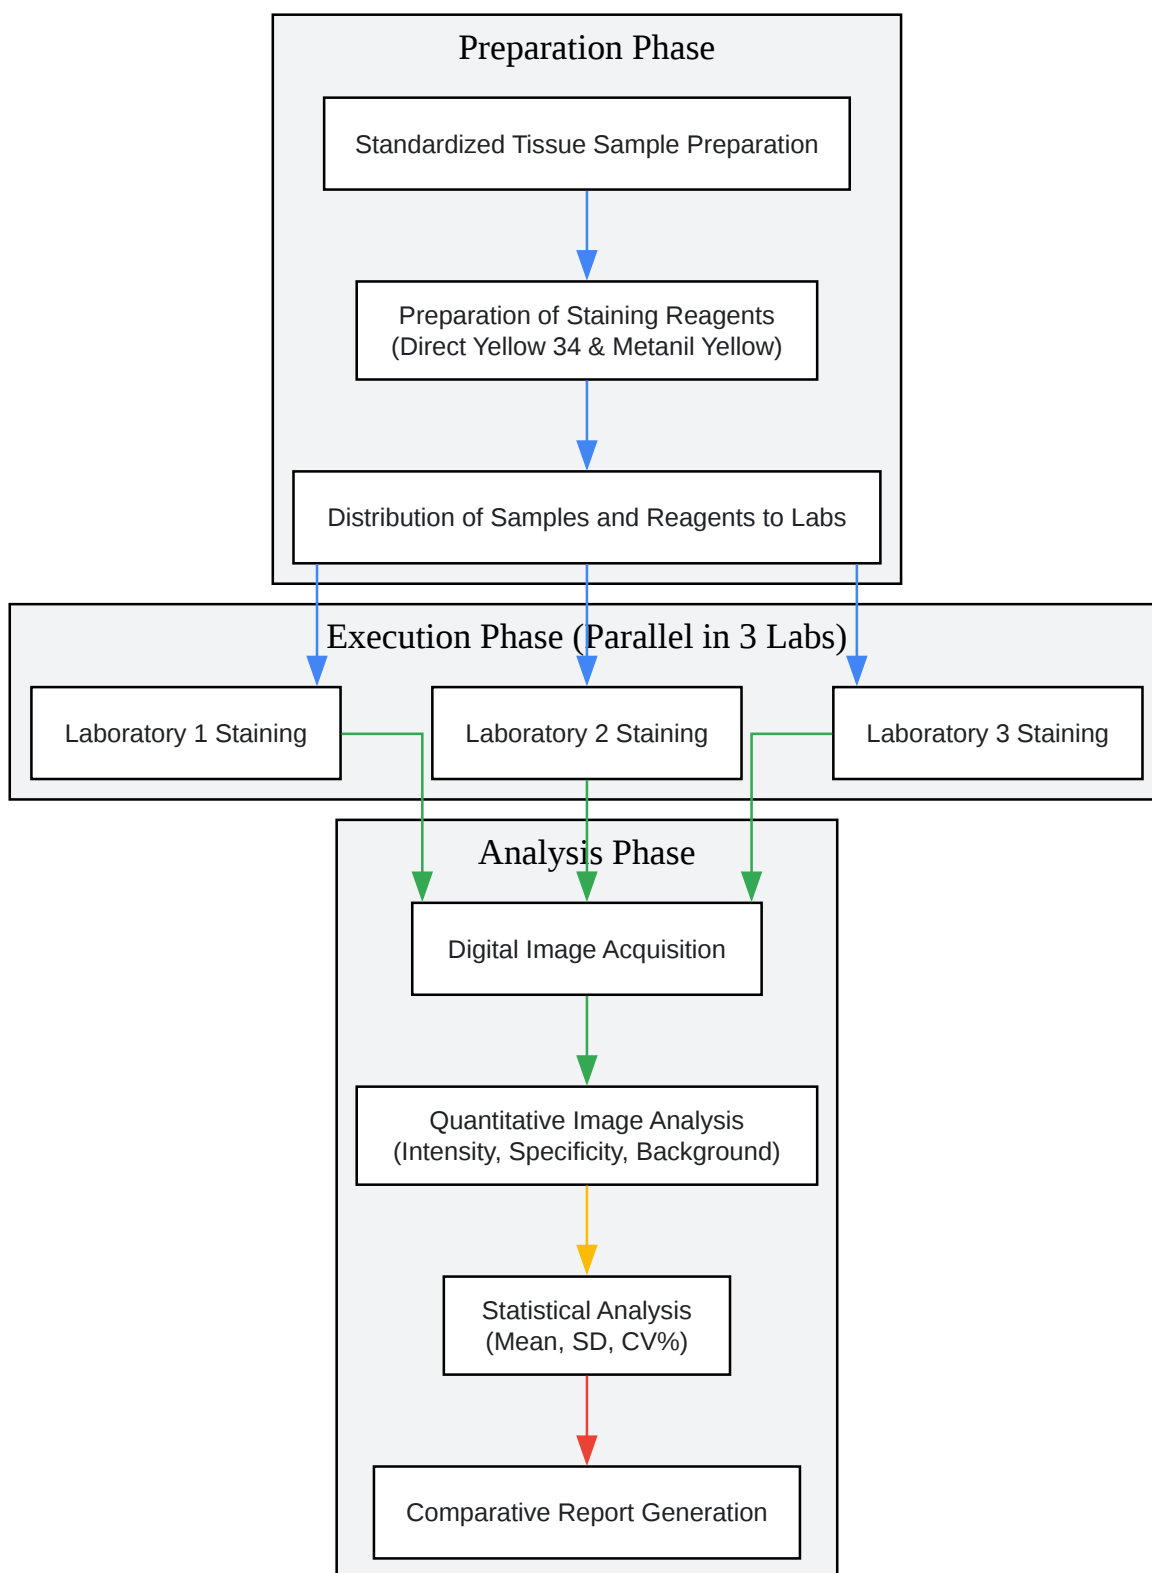 Preparation Phase
Standardized Tissue Sample Preparation
Preparation of Staining Reagents
(Direct Yellow 34 & Metanil Yellow)
Distribution of Samples and Reagents to Labs
Execution Phase (Parallel in 3 Labs)
Laboratory 1 Staining
Laboratory 2 Staining
Laboratory 3 Staining
Analysis Phase
Digital Image Acquisition
Quantitative Image Analysis
(Intensity, Specificity, Background)
Statistical Analysis
(Mean, SD, CV%)
Comparative Report Generation